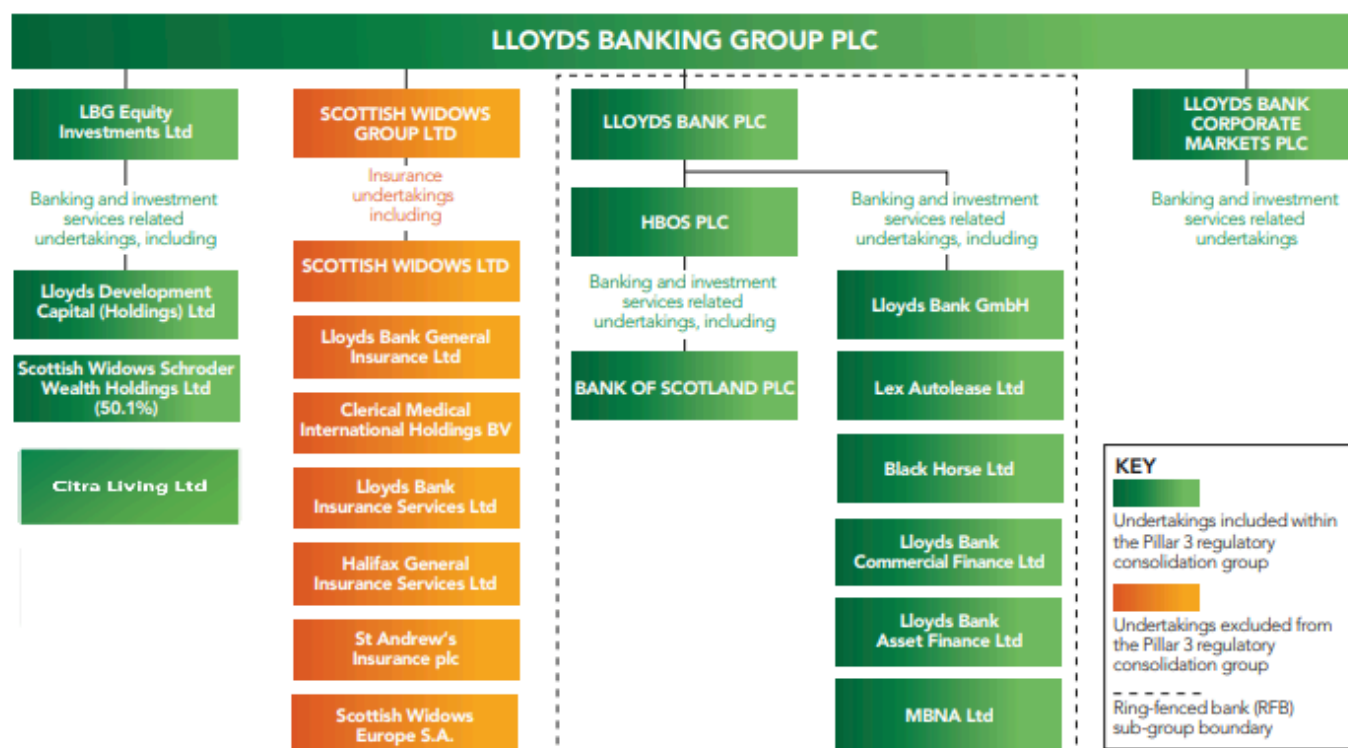 LLOYDS BANKING GROUP PLC
LBG Equity
Investments Ltd
Banking and investment
services related
undertakings, including
Lloyds Development
Capital (Holdings) Ltd
Scottish Widows Schroder
Wealth Holdings Ltd
(50.1%)
Citra Living Ltd
SCOTTISH WIDOWS
GROUP LTD
Insurance
undertakings
including
SCOTTISH WIDOWS LTD
Lloyds Bank General
Insurance Ltd
Clerical Medical
International Holdings BV
Lloyds Bank
Insurance Services Ltd
Halifax General
Insurance Services Ltd
St Andrew's
Insurance plc
Scottish Widows
Europe S.A.
LLOYDS BANK PLC
HBOS PLC
Banking and investment
services related
undertakings, including
BANK OF SCOTLAND PLC
Banking and investment
services related
undertakings, including
Lloyds Bank GmbH
Lex Autolease Ltd
Black Horse Ltd
Lloyds Bank
Commercial Finance Ltd
Lloyds Bank
Asset Finance Ltd
MBNA Ltd
LLOYDS BANK
CORPORATE
MARKETS PLC
Banking and investment
services related
undertakings
KEY
Undertakings included within
the Pillar 3 regulatory
consolidation group
Undertakings excluded from
the Pillar 3 regulatory
consolidation group
Ring-fenced bank (RFB)
sub-group boundary